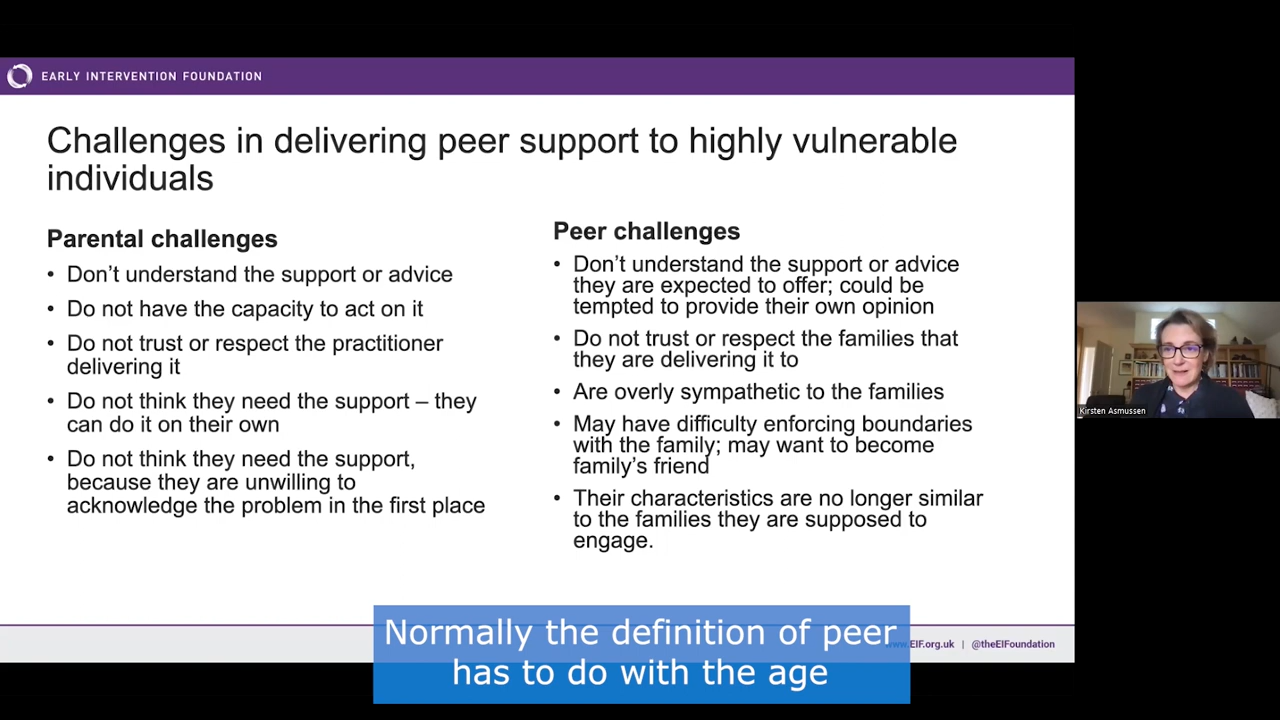 EARLY INTERVENTION FOUNDATION
Challenges in delivering peer support to highly vulnerable
individuals
Parental challenges
• Don't understand the support or advice
• Do not have the capacity to act on it
• Do not trust or respect the practitioner
delivering it
• Do not think they need the support – they
can do it on their own
• Do not think they need the support,
because they are unwilling to
acknowledge the problem in the first place
Peer challenges
• Don't understand the support or advice
they are expected to offer; could be
tempted to provide their own opinion
• Do not trust or respect the families that
they are delivering it to
• Are overly sympathetic to the families
• May have difficulty enforcing boundaries
with the family; may want to become
family's friend
• Their characteristics are no longer similar
to the families they are supposed to
engage.
Kirsten Asmussen
Normally the definition of peer
has to do with the age
www.EIF.org.uk | @theEIFoundation